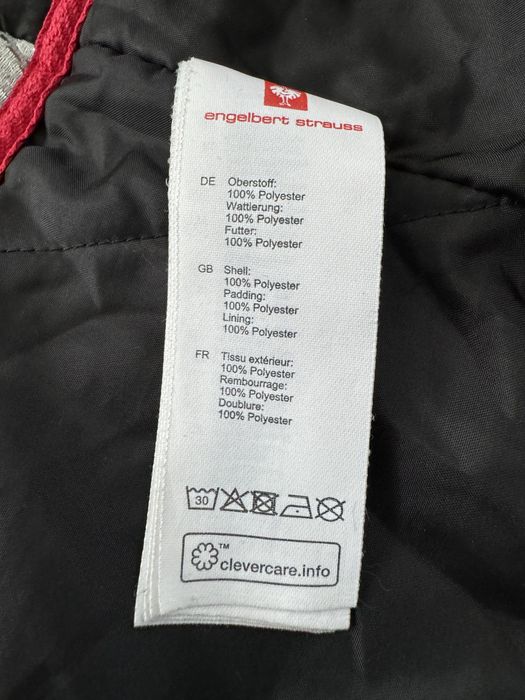 engelbert strauss
DE Oberstoff:
100% Polyester
Wattierung:
100% Polyester
Futter:
100% Polyester
GB Shell:
100% Polyester
Padding:
100% Polyester
Lining:
100% Polyester
FR Tissu extérieur:
100% Polyester
Rembourrage:
100% Polyester
Doublure:
100% Polyester
30
™
clevercare.info